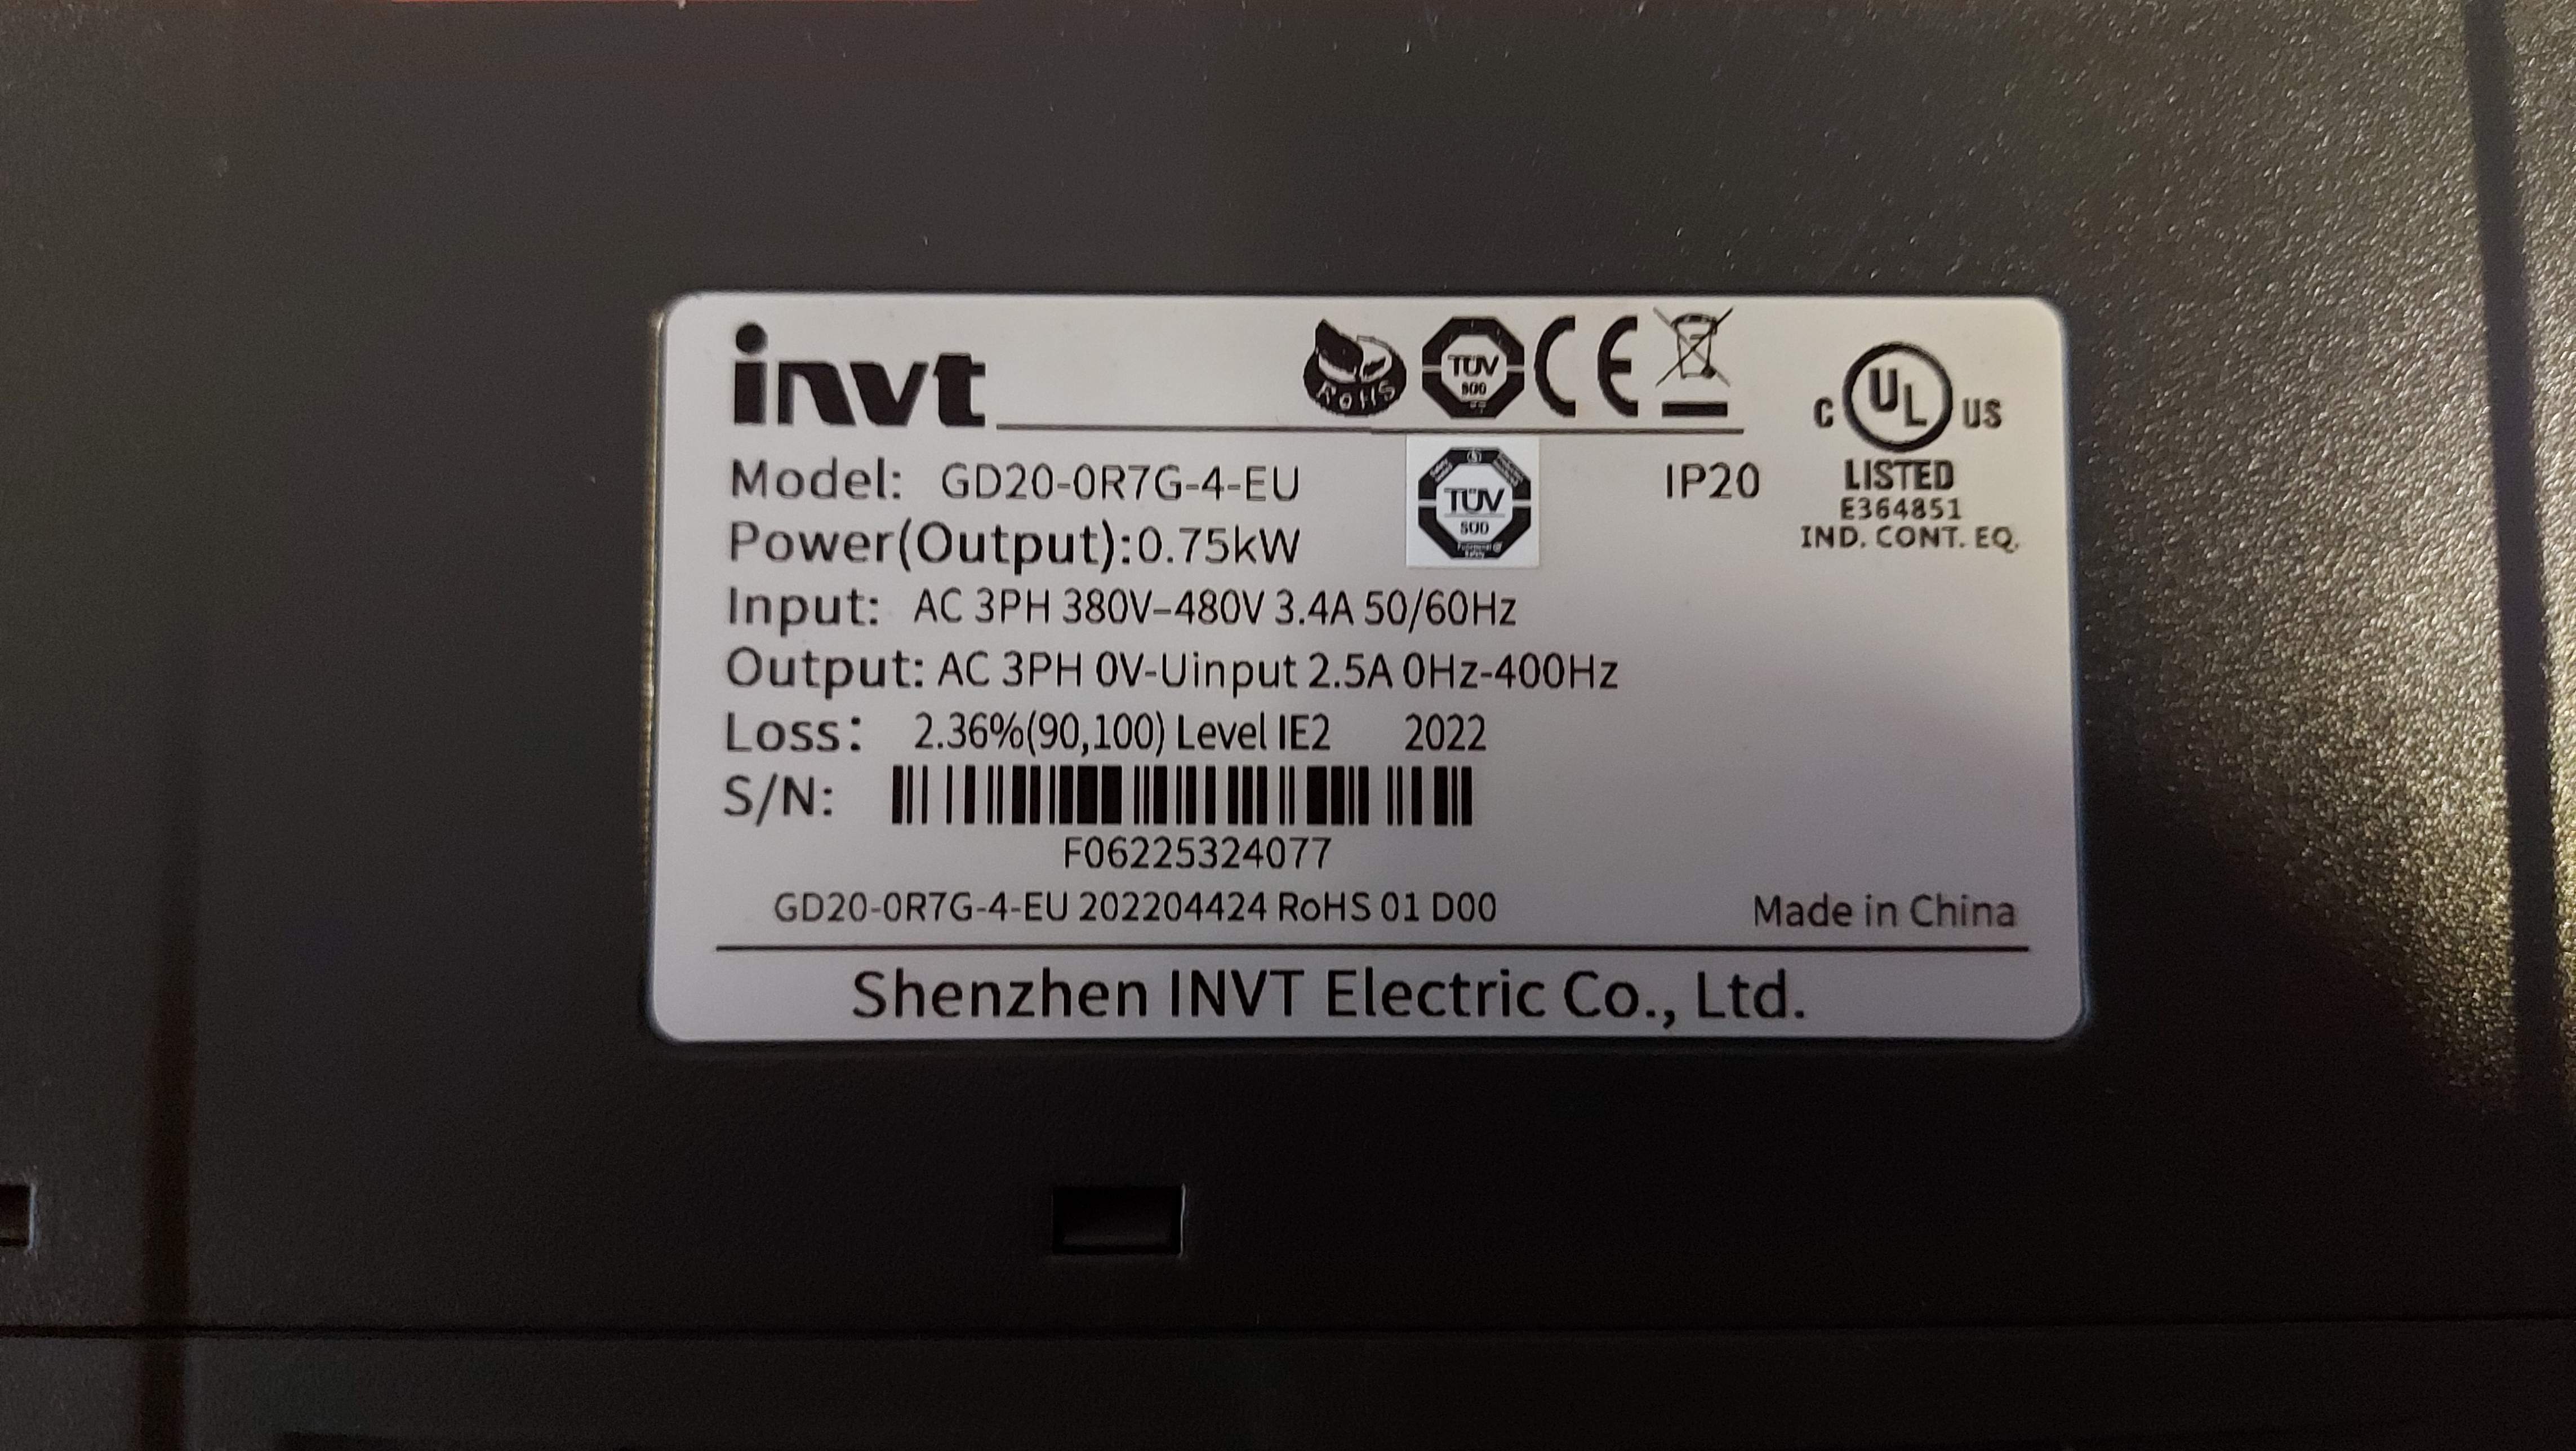 invt
RoHS
TÜV
SÜD
CE
C UL US
LISTED
E364851
IND. CONT. EQ.
Model: GD20-0R7G-4-EU
TÜV
SÜD
IP20
Power(Output):0.75kW
Input: AC 3PH 380V–480V 3.4A 50/60Hz
Output: AC 3PH 0V-Uinput 2.5A 0Hz-400Hz
Loss: 2.36%(90,100) Level IE2 2022
S/N:
F06225324077
GD20-0R7G-4-EU 202204424 RoHS 01 D00
Made in China
Shenzhen INVT Electric Co., Ltd.